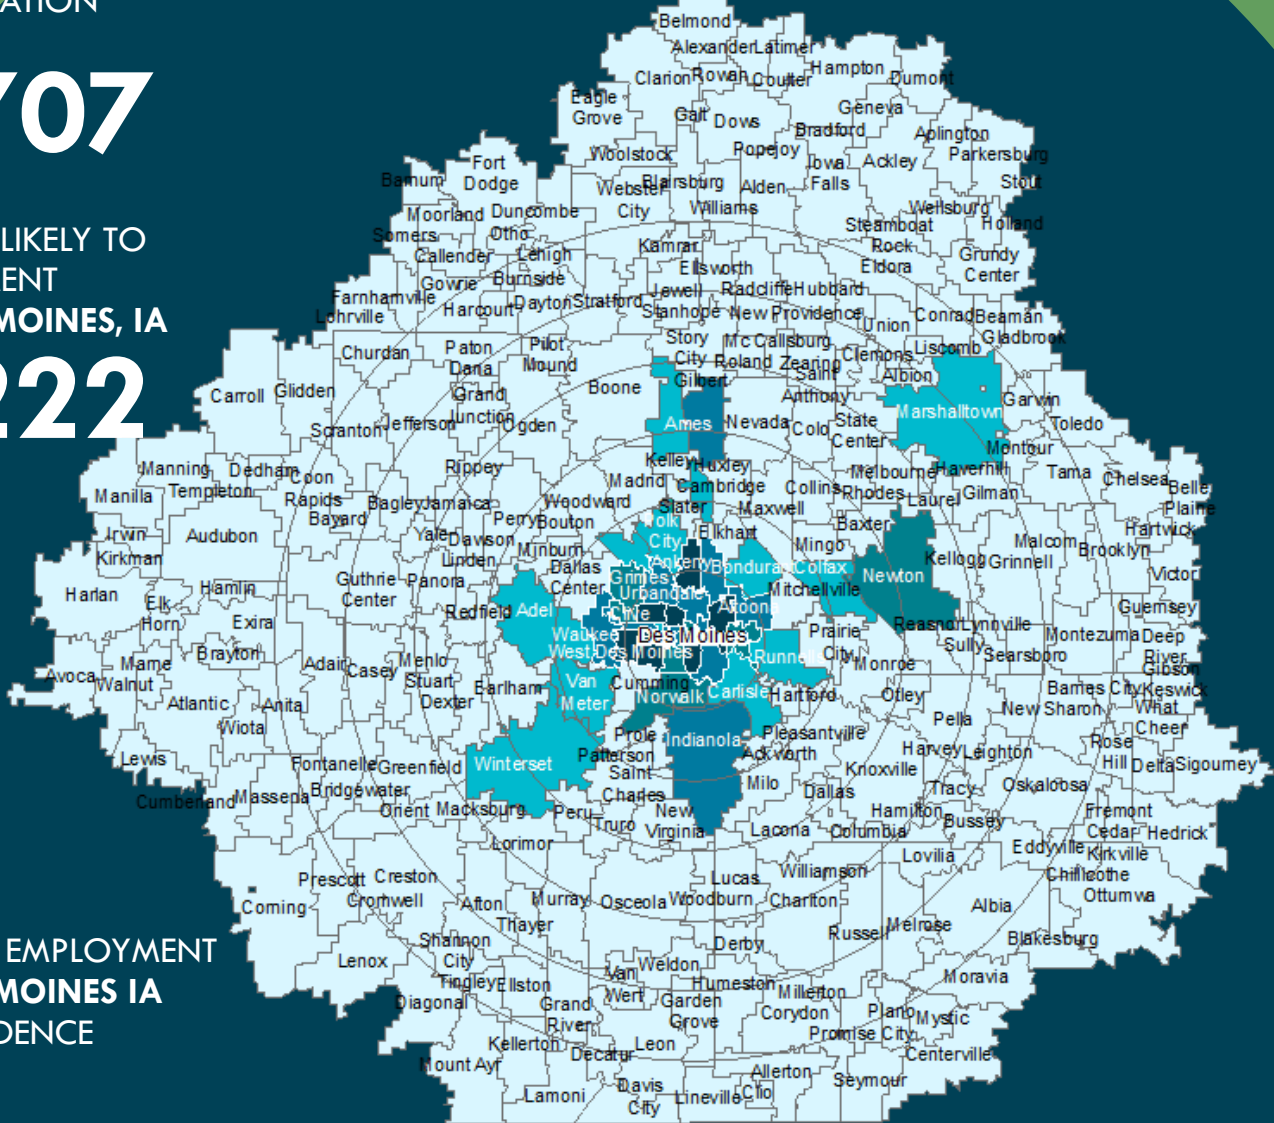 ATION
707
LIKELY TO
ENT
MOINES, IA
222
EMPLOYMENT
MOINES IA
DENCE
Belmond
Alexander Latimer
Clarion Rowan Coutter Hampton Dumont
Eagle
Grove
Galt Dows Geneva
Bradford Aplington
Woolstock Popejoy Iowa
Falls Ackley Parkersburg
Fort
Dodge
Barnum Webster
City Blairsburg Alden Stout
Moorland Duncombe Williams Wellsburg
Somers Otho Steamboat
Rock Holland
Callender Lehigh Kamrar Eldora Grundy
Center
Gowrie Burnside Ellsworth
Farnhamville Jewell Radcliffe Hubbard
Lohrville Harcourt Dayton Stratford Stanhope New Providence
Union Conrad Beaman
Gladbrook
Churdan Paton Pilot
Mound Story
City Mc Callsburg
Dana Roland Zearing Clemons Liscomb
Carroll Glidden Grand
Junction Boone Gilbert Saint
Anthony Albion
Scranton Jefferson Ogden Ames Nevada Colo State
Center Marshalltown Garwin
Toledo
Montour
Manning Dedham Coon
Rapids Rippey Kelley Huxley Melbourne Haverhill Tama Chelsea
Manilla Templeton Madrid Cambridge Collins Rhodes Laurel Gilman Belle
Plaine
Bayard Bagley Jamaica Woodward Slater Maxwell
Irwin Audubon Yale Dawson Perry Bouton Polk
City Elkhart Baxter Hartwick
Kirkman Linden Minburn Mingo Malcom Brooklyn
Dallas
Center Ankeny Bondurant Colfax Kellogg Grinnell
Harlan Hamlin Guthrie
Center Panora Grimes Newton Victor
Elk
Horn Redfield Adel Urbandale Mitchellville Guernsey
Exira Clive Altoona Reasnor Lynnville
Brayton Waukee Des Moines Prairie
City Sully Montezuma Deep
River
Avoca Marne Adair Casey Menlo West Des Moines Runnells Monroe Searsboro Gibson
Walnut Stuart Earlham Van
Meter Cumming Barnes City Keswick
Atlantic Anita Dexter Norwalk Carlisle Hartford Otley New Sharon What
Cheer
Wiota Prole Indianola Pleasantville Pella
Lewis Fontanelle Greenfield Winterset Patterson Ackworth Harvey Leighton Rose
Hill Delta Sigourney
Cumberland Massena Bridgewater Saint
Charles Milo Knoxville Tracy Oskaloosa
Orient Macksburg Peru Truro New
Virginia Dallas Hamilton Bussey Fremont
Lorimor Lacona Columbia Cedar Hedrick
Prescott Creston Lucas Williamson Lovilia Eddyville Kirkville
Corning Cromwell Afton Murray Osceola Woodburn Charlton Chillicothe
Thayer Albia Ottumwa
Lenox Shannon
City Derby Russell Melrose Blakesburg
Tingley Ellston Van
Wert Weldon Humeston Millerton Moravia
Diagonal Grand
River Garden
Grove Corydon Plano Mystic
Kellerton Decatur Leon Promise City
Mount Ayr Allerton Centerville
Lamoni Davis
City Lineville Clio Seymour